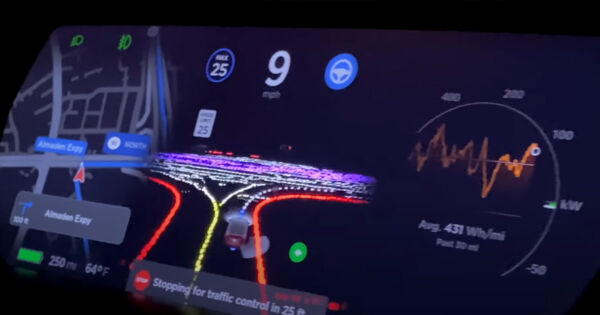 MAX
25
9
mph
SPEED
LIMIT
25
400
200
100
kW
-50
Almaden Expy
NORTH
100 ft
Almaden Expy
Avg. 431 Wh/mi
Past 30 mi
250 mi
64°F
STOP
Stopping for traffic control in 25 ft